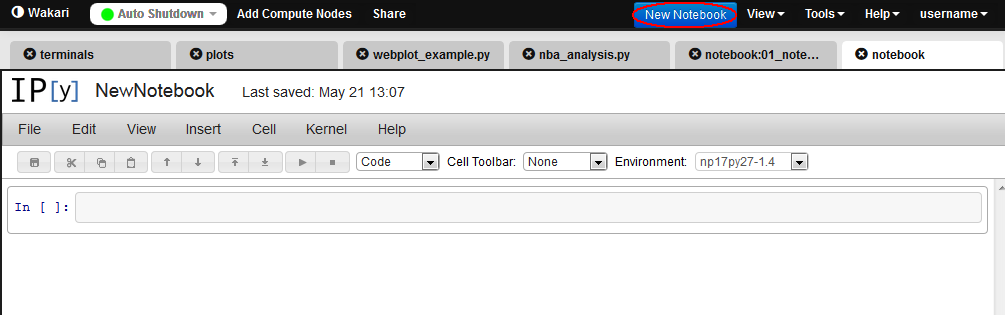 Wakari Auto Shutdown Add Compute Nodes Share New Notebook View Tools Help username
terminals plots webplot_example.py nba_analysis.py notebook:01_note... notebook
IP[y] NewNotebook Last saved: May 21 13:07
File Edit View Insert Cell Kernel Help
Code Cell Toolbar: None Environment: np17py27-1.4
In [ ]: